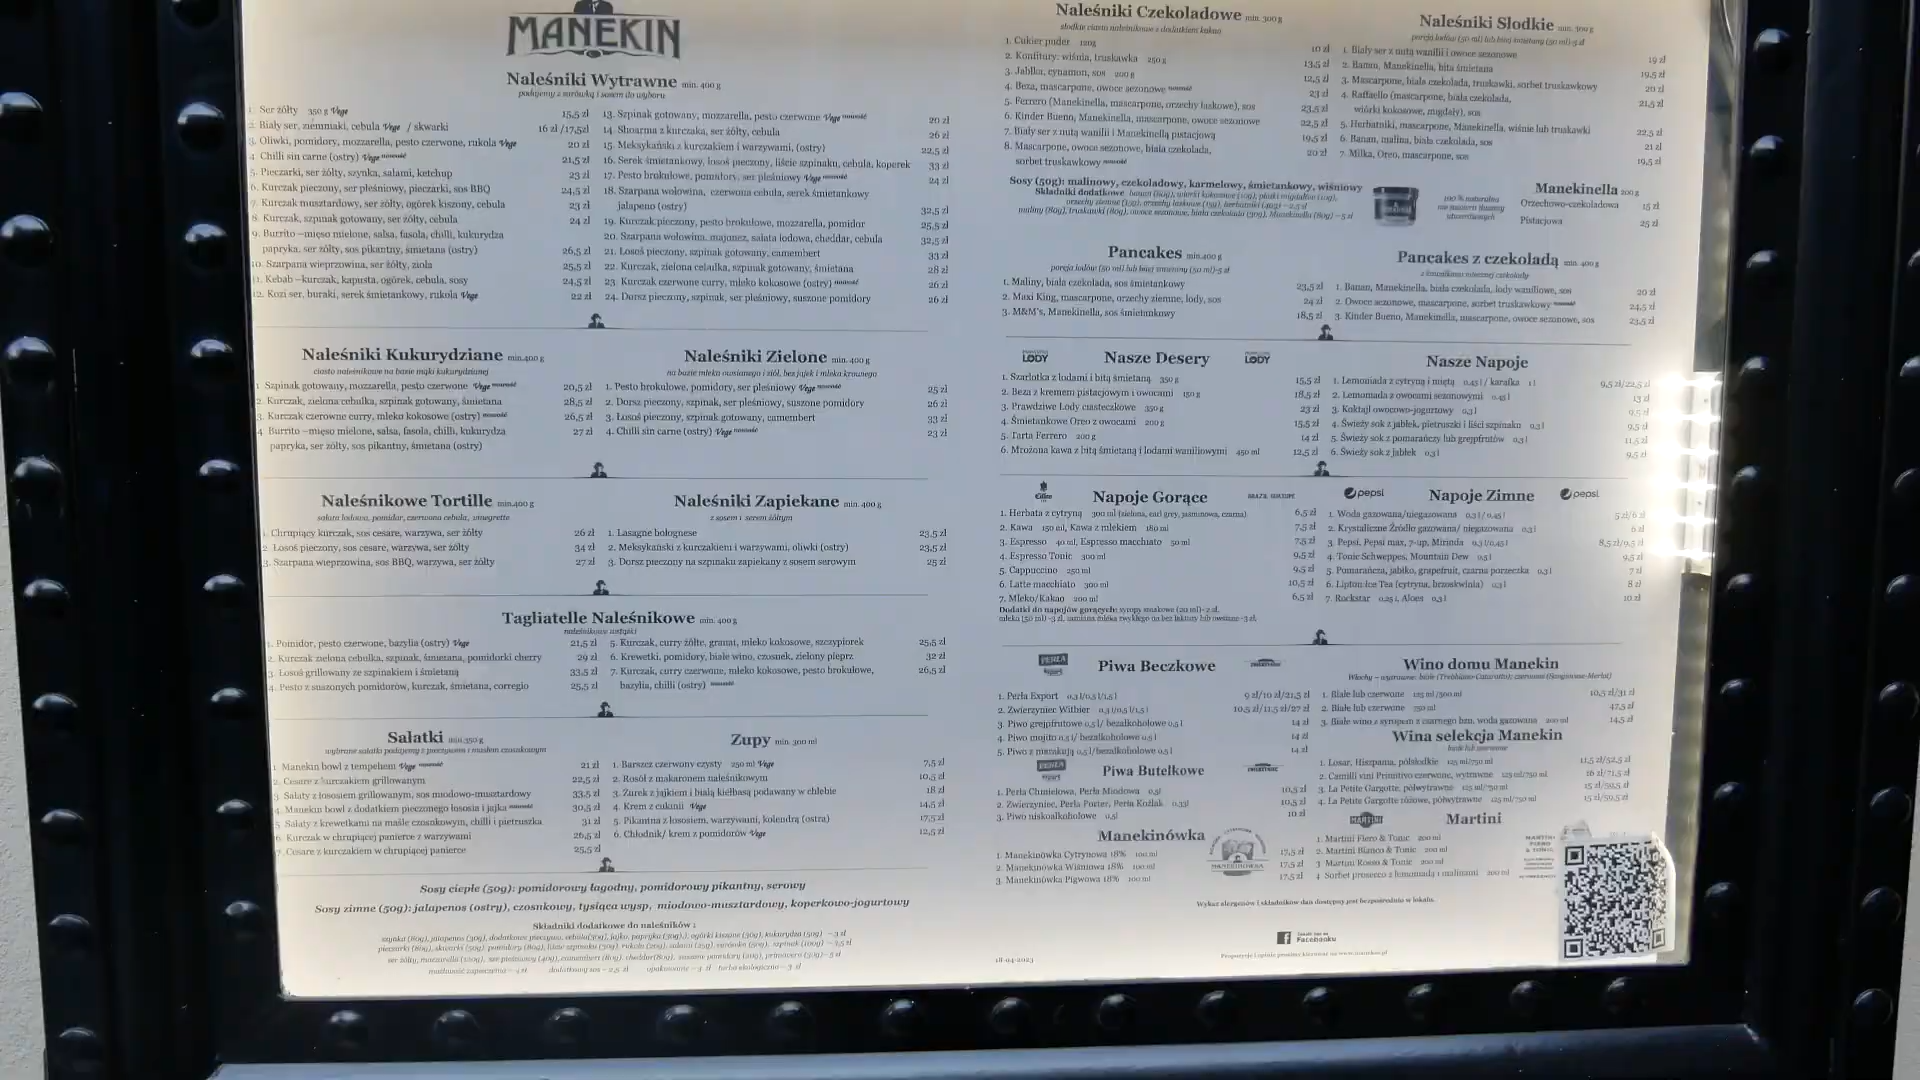 MANEKIN
Naleśniki Wytrawne min. 400 g
podajemy z surówką i sosem do wyboru
1. Ser żółty 350 g Vege 15,5 zł
2. Biały ser, ziemniaki, cebula Vege / skwarki 16 zł /17,5zł
3. Oliwki, pomidory, mozzarella, pesto czerwone, rukola Vege 20 zł
4. Chilli sin carne (ostry) Vege nowość 21,5 zł
5. Pieczarki, ser żółty, szynka, salami, ketchup 23 zł
6. Kurczak pieczony, ser pleśniowy, pieczarki, sos BBQ 24,5 zł
7. Kurczak musztardowy, ser żółty, ogórek kiszony, cebula 23 zł
8. Kurczak, szpinak gotowany, ser żółty, cebula 24 zł
9. Burrito –mięso mielone, salsa, fasola, chilli, kukurydza
papryka, ser żółty, sos pikantny, śmietana (ostry) 26,5 zł
10. Szarpana wieprzowina, ser żółty, zioła 25,5 zł
11. Kebab –kurczak, kapusta, ogórek, cebula, sosy 24,5 zł
12. Kozi ser, buraki, serek śmietankowy, rukola Vege 22 zł
13. Szpinak gotowany, mozzarella, pesto czerwone Vege nowość 20 zł
14. Shoarma z kurczaka, ser żółty, cebula 26 zł
15. Meksykański z kurczakiem i warzywami, (ostry) 22,5 zł
16. Serek śmietankowy, łosoś pieczony, liście szpinaku, cebula, koperek 33 zł
17. Pesto brokułowe, pomidory, ser pleśniowy Vege nowość 24 zł
18. Szarpana wołowina, czerwona cebula, serek śmietankowy
jalapeno (ostry) 32,5 zł
19. Kurczak pieczony, pesto brokułowe, mozzarella, pomidor 25,5 zł
20. Szarpana wołowina, majonez, sałata lodowa, cheddar, cebula 32,5 zł
21. Łosoś pieczony, szpinak gotowany, camembert 33 zł
22. Kurczak, zielona cebulka, szpinak gotowany, śmietana 28 zł
23 Kurczak czerwone curry, mleko kokosowe (ostry) nowość 26 zł
24. Dorsz pieczony, szpinak, ser pleśniowy, suszone pomidory 26 zł
Naleśniki Kukurydziane min.400 g
ciasto naleśnikowe na bazie mąki kukurydzianej
1 Szpinak gotowany, mozzarella, pesto czerwone Vege nowość 20,5 zł
2. Kurczak, zielona cebulka, szpinak gotowany, śmietana 28,5 zł
3. Kurczak czerowne curry, mleko kokosowe (ostry) nowość 26,5 zł
4 Burrito –mięso mielone, salsa, fasola, chilli, kukurydza 27 zł
papryka, ser żółty, sos pikantny, śmietana (ostry)
Naleśniki Zielone min. 400 g
na bazie mleka owsianego i ziół, bez jajek i mleka krowiego
1. Pesto brokułowe, pomidory, ser pleśniowy Vege nowość 25 zł
2. Dorsz pieczony, szpinak, ser pleśniowy, suszone pomidory 26 zł
3. Łosoś pieczony, szpinak gotowany, camembert 33 zł
4. Chilli sin carne (ostry) Vege nowość 23 zł
Naleśnikowe Tortille min.400 g
sałata lodowa, pomidor, czerwona cebula, vinegrette
1. Chrupiący kurczak, sos cesare, warzywa, ser żółty 26 zł
2. Łosoś pieczony, sos cesare, warzywa, ser żółty 34 zł
3. Szarpana wieprzowina, sos BBQ, warzywa, ser żółty 27 zł
Naleśniki Zapiekane min. 400 g
z sosem i serem żółtym
1. Lasagne bolognese 23,5 zł
2. Meksykański z kurczakiem i warzywami, oliwki (ostry) 23,5 zł
3. Dorsz pieczony na szpinaku zapiekany z sosem serowym 25 zł
Tagliatelle Naleśnikowe min. 400 g
naleśnikowe wstążki
1. Pomidor, pesto czerwone, bazylia (ostry) Vege 21,5 zł
2. Kurczak zielona cebulka, szpinak, śmietana, pomidorki cherry 29 zł
3. Łosoś grillowany ze szpinakiem i śmietaną 33,5 zł
4. Pesto z suszonych pomidorów, kurczak, śmietana, corregio 25,5 zł
5. Kurczak, curry żółte, granat, mleko kokosowe, szczypiorek 25,5 zł
6. Krewetki, pomidory, białe wino, czosnek, zielony pieprz 32 zł
7. Kurczak, curry czerwone, mleko kokosowe, pesto brokułowe, 26,5 zł
bazylia, chilli (ostry) nowość
Sałatki min.350 g
wybrane sałatki podajemy z pieczywem i masłem czosnkowym
1 Manekin bowl z tempehem Vege nowość 21 zł
2. Cesare z kurczakiem grillowanym 22,5 zł
3 Sałaty z łososiem grillowanym, sos miodowo-musztardowy 33,5 zł
4. Manekin bowl z dodatkiem pieczonego łososia i jajka nowość 30,5 zł
5 Sałaty z krewetkami na maśle czosnkowym, chilli i pietruszka 31 zł
6 Kurczak w chrupiącej panierce z warzywami 26,5 zł
7. Cesare z kurczakiem w chrupiącej panierce 25,5 zł
Zupy min. 300 ml
1. Barszcz czerwony czysty 250 ml Vege 7,5 zł
2. Rosół z makaronem naleśnikowym 10,5 zł
3. Żurek z jajkiem i białą kiełbasą podawany w chlebie 18 zł
4. Krem z cukinii Vege 14,5 zł
5. Pikantna z łososiem, warzywami, kolendrą (ostra) 17,5 zł
6. Chłodnik/ krem z pomidorów Vege 12,5 zł
Sosy ciepłe (50g): pomidorowy łagodny, pomidorowy pikantny, serowy
Sosy zimne (50g): jalapenos (ostry), czosnkowy, tysiąca wysp, miodowo-musztardowy, koperkowo-jogurtowy
Składniki dodatkowe do naleśników :
Naleśniki Czekoladowe min. 300 g
słodkie ciasto naleśnikowe z dodatkiem kakao
1. Cukier puder 120g 10 zł
2. Konfitury: wiśnia, truskawka 250 g 13,5 zł
3. Jabłka, cynamon, sos 200 g 12,5 zł
4. Beza, mascarpone, owoce sezonowe nowość 23 zł
5. Ferrero (Manekinella, mascarpone, orzechy laskowe), sos 23,5 zł
6. Kinder Bueno, Manekinella, mascarpone, owoce sezonowe 22,5 zł
7. Biały ser z nutą wanilii i Manekinellą pistacjową 19,5 zł
8. Mascarpone, owoce sezonowe, biała czekolada, 20 zł
sorbet truskawkowy nowość
Naleśniki Słodkie min. 300 g
porcja lodów (50 ml) lub bitej śmietany (50 ml)-5 zł
1. Biały ser z nutą wanilii i owoce sezonowe 19 zł
2. Banan, Manekinella, bita śmietana 19,5 zł
3. Mascarpone, biała czekolada, truskawki, sorbet truskawkowy 20 zł
4. Raffaello (mascarpone, biała czekolada, 21,5 zł
wiórki kokosowe, migdały), sos
5. Herbatniki, mascarpone, Manekinella, wiśnie lub truskawki 22,5 zł
6. Banan, malina, biała czekolada, sos 21 zł
7. Milka, Oreo, mascarpone, sos 19,5 zł
Sosy (50g): malinowy, czekoladowy, karmelowy, śmietankowy, wiśniowy
Manekinella 200 g
100 % naturalna
Orzechowo-czekoladowa 15 zł
Pistacjowa 25 zł
Pancakes min.400 g
porcja lodów (50 ml) lub bitej śmietany (50 ml)-5 zł
1. Maliny, biała czekolada, sos śmietankowy 23,5 zł
2. Maxi King, mascarpone, orzechy ziemne, lody, sos 24 zł
3. M&M's, Manekinella, sos śmietankowy 18,5 zł
Pancakes z czekoladą min. 400 g
z kawałkami mlecznej czekolady
1. Banan, Manekinella, biała czekolada, lody waniliowe, sos 20 zł
2. Owoce sezonowe, mascarpone, sorbet truskawkowy nowość 24,5 zł
3. Kinder Bueno, Manekinella, mascarpone, owoce sezonowe, sos 23,5 zł
LODY Nasze Desery LODY
1. Szarlotka z lodami i bitą śmietaną 350 g 15,5 zł
2. Beza z kremem pistacjowym i owocami 150 g 18,5 zł
3. Prawdziwe Lody ciasteczkowe 350 g 23 zł
4. Śmietankowe Oreo z owocami 200 g 15,5 zł
5. Tarta Ferrero 200 g 14 zł
6. Mrożona kawa z bitą śmietaną i lodami waniliowymi 450 ml 12,5 zł
Nasze Napoje
1. Lemoniada z cytryną i miętą 0,45 l / karafka 1 l 9,5 zł/22,5 zł
2. Lemoniada z owocami sezonowymi 0,45 l 13 zł
3. Koktajl owocowo-jogurtowy 0,3 l 9,5 zł
4. Świeży sok z jabłek, pietruszki i liści szpinaku 0,3 l 9,5 zł
5. Świeży sok z pomarańczy lub grejpfrutów 0,3 l 11,5 zł
6. Świeży sok z jabłek 0,3 l 9,5 zł
Napoje Gorące
1. Herbata z cytryną 300 ml (zielona, earl grey, jaśminowa, czarna) 6,5 zł
2. Kawa 150 ml, Kawa z mlekiem 180 ml 7,5 zł
3. Espresso 40 ml, Espresso macchiato 50 ml 7,5 zł
4. Espresso Tonic 300 ml 9,5 zł
5. Cappuccino 250 ml 9,5 zł
6. Latte macchiato 300 ml 10,5 zł
7. Mleko/Kakao 200 ml 6,5 zł
pepsi Napoje Zimne pepsi
1. Woda gazowana/niegazowana 0,3 l/0,45 l 5 zł/6 zł
2. Krystaliczne Źródło gazowana/ niegazowana 0,3 l 6 zł
3. Pepsi, Pepsi max, 7-up, Mirinda 0,3 l/0,45 l 8,5 zł/9,5 zł
4. Tonic Schweppes, Mountain Dew 0,5 l 9,5 zł
5. Pomarańcza, jabłko, grapefruit, czarna porzeczka 0,3 l 7 zł
6. Lipton Ice Tea (cytryna, brzoskwinia) 0,3 l 8 zł
7. Rockstar 0,25 l, Aloes 0,5 l 10 zł
PERŁA Piwa Beczkowe
1. Perła Export 0,3 l/0,5 l/1,5 l 9 zł/10 zł/21,5 zł
2. Zwierzyniec Witbier 0,3 l/0,5 l/1,5 l 10,5 zł/11,5 zł/27 zł
3. Piwo grejpfrutowe 0,5 l/ bezalkoholowe 0,5 l 14 zł
4. Piwo mojito 0,5 l/ bezalkoholowe 0,5 l 14 zł
5. Piwo z marakują 0,5 l/bezalkoholowe 0,5 l 14 zł
Wino domu Manekin
1. Białe lub czerwone 125 ml /500 ml 10,5 zł/31 zł
2. Białe lub czerwone 750 ml 47,5 zł
3. Białe wino z syropem z czarnego bzu, woda gazowana 200 ml 14,5 zł
Wina selekcja Manekin
1. Losar, Hiszpania, półsłodkie 125 ml/750 ml 11,5 zł/52,5 zł
2. Camilli vini Primitivo czerwone, wytrawne 125 ml/750 ml 16 zł/71,5 zł
3. La Petite Gargotte, półwytrawne 125 ml/750 ml 15 zł/59,5 zł
4. La Petite Gargotte różowe, półwytrawne 125 ml/750 ml 15 zł/59,5 zł
PERŁA Piwa Butelkowe
1. Perła Chmielowa, Perła Miodowa 0,5l 10,5 zł
2. Zwierzyniec, Perła Porter, Perła Koźlak 0,33l 10,5 zł
3. Piwo niskoalkoholowe 0,5l 10 zł
Manekinówka
1. Manekinówka Cytrynowa 18% 100 ml 17,5 zł
2. Manekinówka Wiśniowa 18% 100 ml 17,5 zł
3. Manekinówka Pigwowa 18% 100 ml 17,5 zł
MARTINI Martini
1. Martini Fiero & Tonic 200 ml
2. Martini Bianco & Tonic 200 ml
3 Martini Rosso & Tonic 200 ml
4 Sorbet prosecco z lemoniadą i malinami 200 ml
Wykaz alergenów i składników dań dostępny jest bezpośrednio w lokalu.
Facebooku
18-04-2023